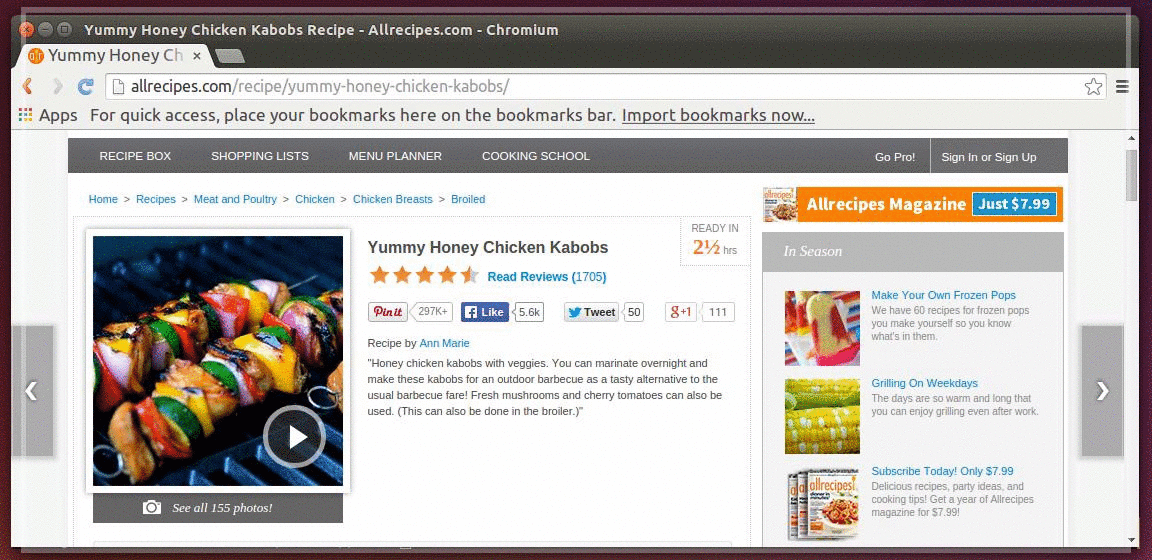 Yummy Honey Chicken Kabobs Recipe - Allrecipes.com - Chromium
Yummy Honey Ch
allrecipes.com/recipe/yummy-honey-chicken-kabobs/
Apps For quick access, place your bookmarks here on the bookmarks bar. Import bookmarks now...
RECIPE BOX SHOPPING LISTS MENU PLANNER COOKING SCHOOL Go Pro! Sign In or Sign Up
Home > Recipes > Meat and Poultry > Chicken > Chicken Breasts > Broiled
READY IN
2½ hrs
Yummy Honey Chicken Kabobs
Read Reviews (1705)
Pin it 297K+ Like 5.6k Tweet 50 g+1 111
Recipe by Ann Marie
"Honey chicken kabobs with veggies. You can marinate overnight and
make these kabobs for an outdoor barbecue as a tasty alternative to the
usual barbecue fare! Fresh mushrooms and cherry tomatoes can also be
used. (This can also be done in the broiler.)"
See all 155 photos!
allrecipes
Allrecipes Magazine Just $7.99
In Season
Make Your Own Frozen Pops
We have 60 recipes for frozen pops
you make yourself so you know
what's in them.
Grilling On Weekdays
The days are so warm and long that
you can enjoy grilling even after work.
allrecipes!
dinner in
minutes
Subscribe Today! Only $7.99
Delicious recipes, party ideas, and
cooking tips! Get a year of Allrecipes
magazine for $7.99!